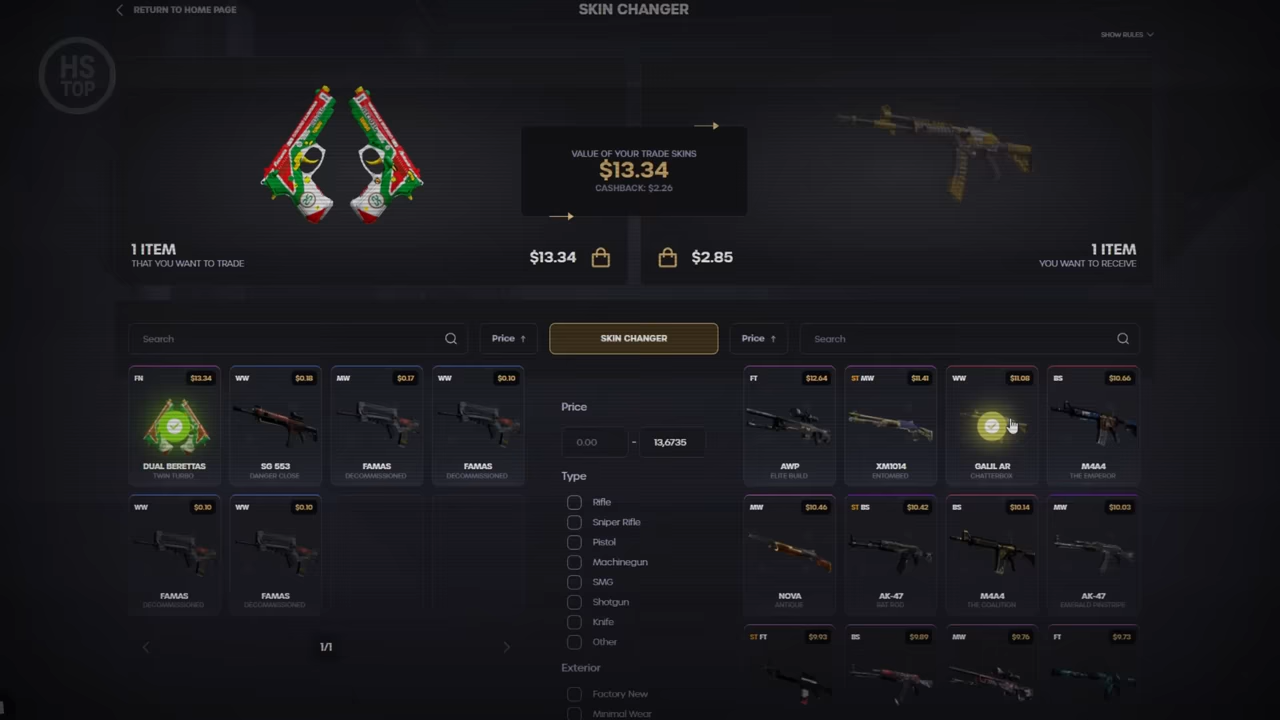 RETURN TO HOME PAGE
SKIN CHANGER
SHOW RULES
HS
TOP
VALUE OF YOUR TRADE SKINS
$13.34
CASHBACK: $2.26
1 ITEM
THAT YOU WANT TO TRADE
$13.34
$2.85
1 ITEM
YOU WANT TO RECEIVE
Search
Price ↑
SKIN CHANGER
Price ↑
Search
FN $13.34
DUAL BERETTAS
TWIN TURBO
WW $0.18
SG 553
DANGER CLOSE
MW $0.17
FAMAS
DECOMMISSIONED
WW $0.10
FAMAS
DECOMMISSIONED
WW $0.10
FAMAS
DECOMMISSIONED
WW $0.10
FAMAS
DECOMMISSIONED
1/1
Price
0.00 - 13,6735
Type
Rifle
Sniper Rifle
Pistol
Machinegun
SMG
Shotgun
Knife
Other
Exterior
Factory New
Minimal Wear
FT $12.64
AWP
ELITE BUILD
ST MW $11.41
XM1014
ENTOMBED
WW $11.08
GALIL AR
CHATTERBOX
BS $10.66
M4A4
THE EMPEROR
MW $10.46
NOVA
ANTIQUE
ST BS $10.42
AK-47
RAT ROD
BS $10.14
M4A4
THE COALITION
MW $10.03
AK-47
EMERALD PINSTRIPE
ST FT $9.93
BS $9.89
MW $9.76
FT $9.73